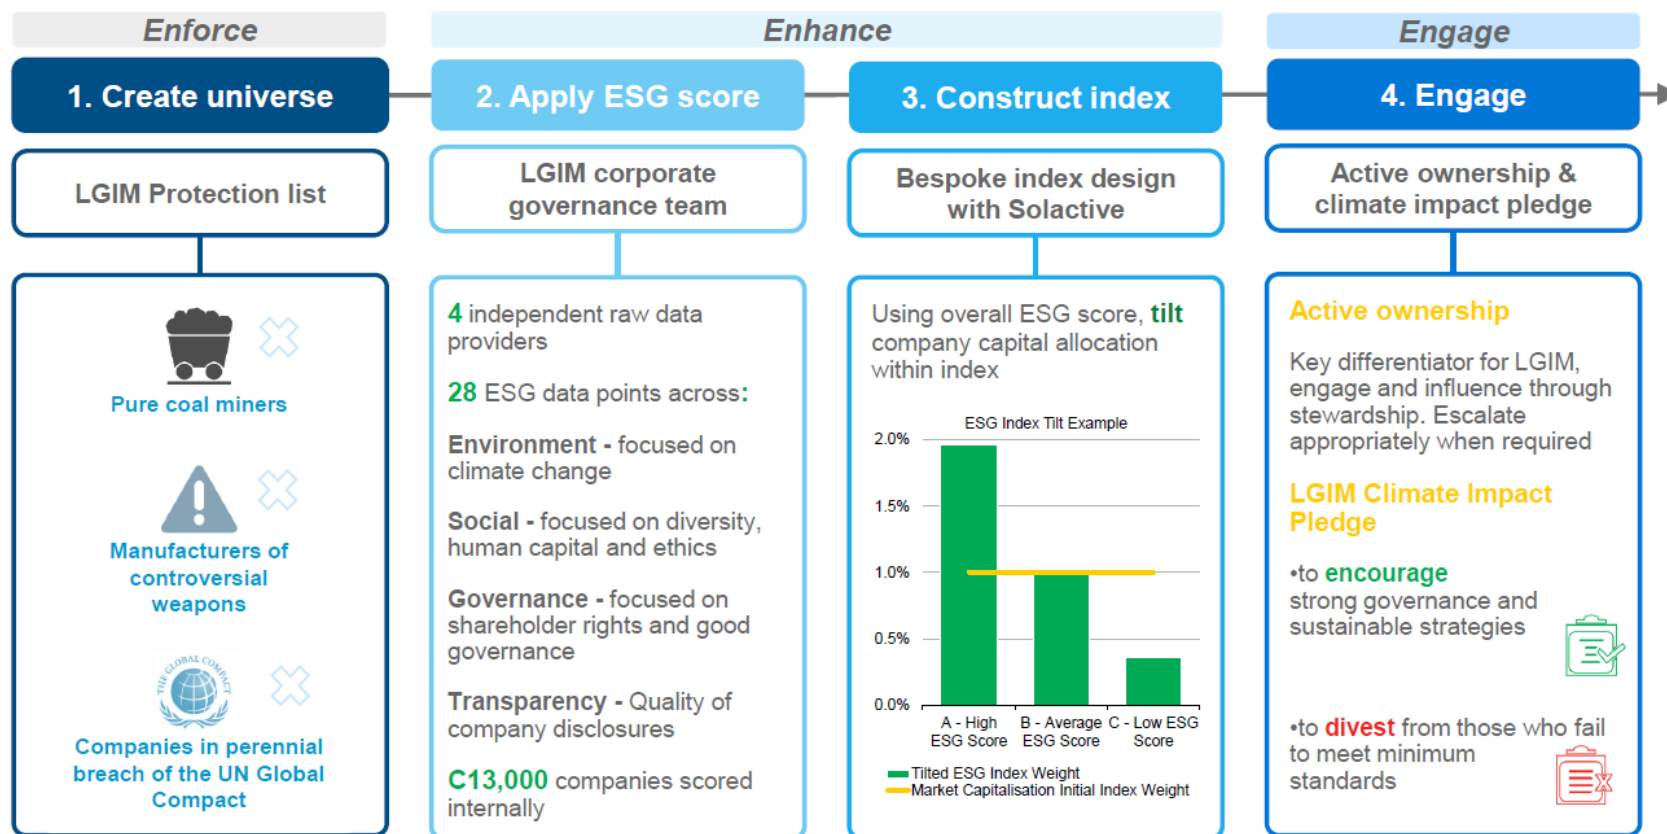 Enforce
Enhance
Engage
1. Create universe
2. Apply ESG score
3. Construct index
4. Engage
LGIM Protection list
LGIM corporate
governance team
Bespoke index design
with Solactive
Active ownership &
climate impact pledge
Pure coal miners
Manufacturers of
controversial
weapons
THE GLOBAL COMPACT
Companies in perennial
breach of the UN Global
Compact
4 independent raw data
providers
28 ESG data points across:
Environment - focused on
climate change
Social - focused on diversity,
human capital and ethics
Governance - focused on
shareholder rights and good
governance
Transparency - Quality of
company disclosures
C13,000 companies scored
internally
Using overall ESG score, tilt
company capital allocation
within index
ESG Index Tilt Example
2.0%
1.5%
1.0%
0.5%
0.0%
A - High
ESG Score
B - Average
ESG Score
C - Low ESG
Score
Tilted ESG Index Weight
Market Capitalisation Initial Index Weight
Active ownership
Key differentiator for LGIM,
engage and influence through
stewardship. Escalate
appropriately when required
LGIM Climate Impact
Pledge
•to encourage
strong governance and
sustainable strategies
•to divest from those who fail
to meet minimum
standards